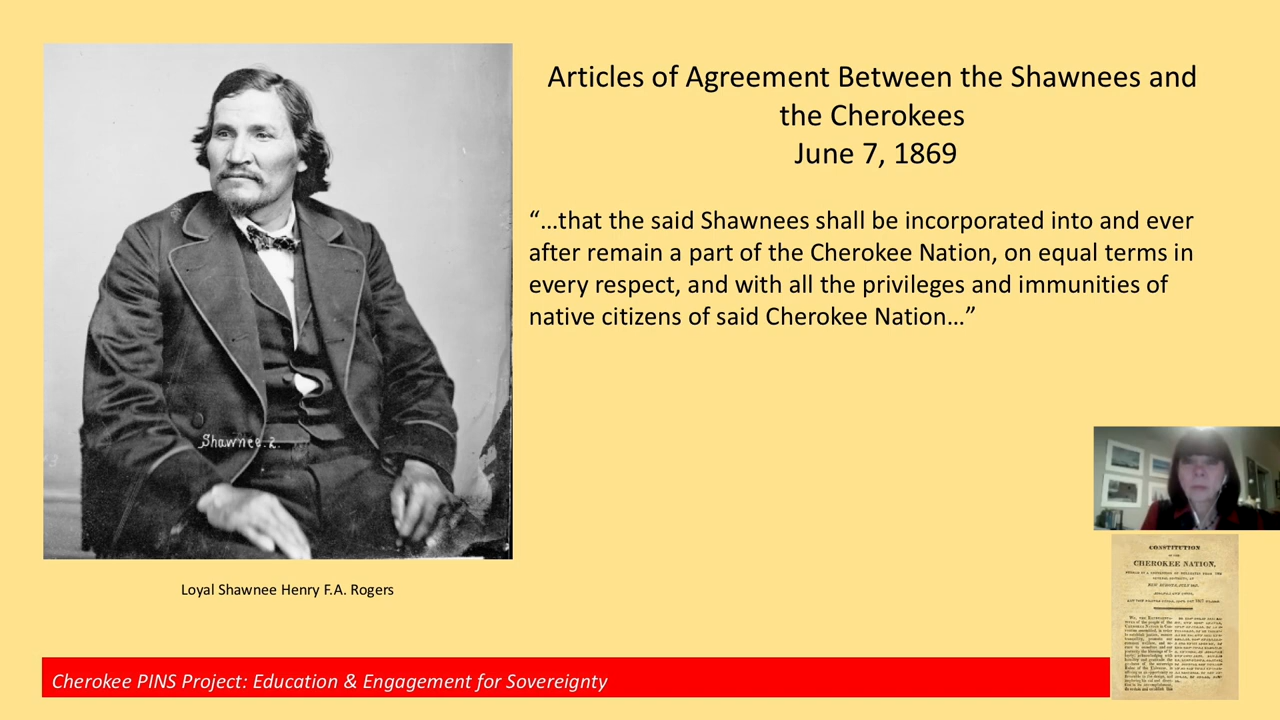 Articles of Agreement Between the Shawnees and
the Cherokees
June 7, 1869
“…that the said Shawnees shall be incorporated into and ever
after remain a part of the Cherokee Nation, on equal terms in
every respect, and with all the privileges and immunities of
native citizens of said Cherokee Nation…”
Shawnee.2.
Loyal Shawnee Henry F.A. Rogers
CONSTITUTION
OF THE
CHEROKEE NATION,
Cherokee PINS Project: Education & Engagement for Sovereignty